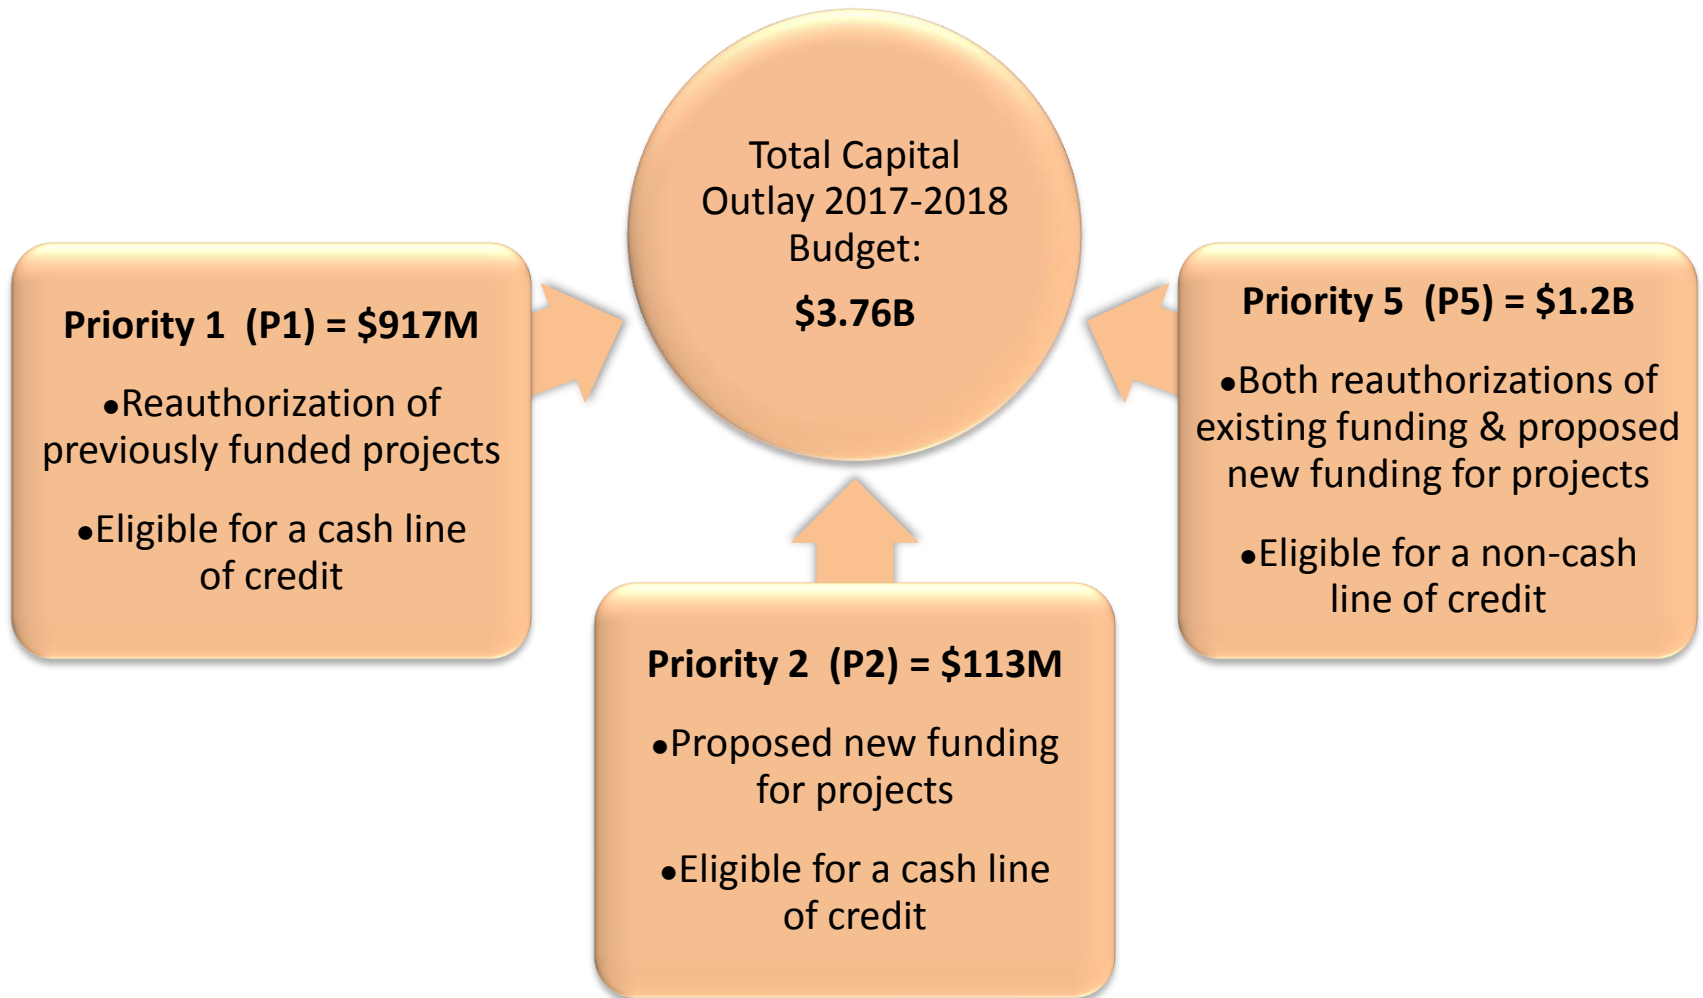 Total Capital
Outlay 2017-2018
Budget:
$3.76B
Priority 1  (P1) = $917M
•Reauthorization of
previously funded projects
•Eligible for a cash line
of credit
Priority 2  (P2) = $113M
•Proposed new funding
for projects
•Eligible for a cash line
of credit
Priority 5  (P5) = $1.2B
•Both reauthorizations of
existing funding & proposed
new funding for projects
•Eligible for a non-cash
line of credit